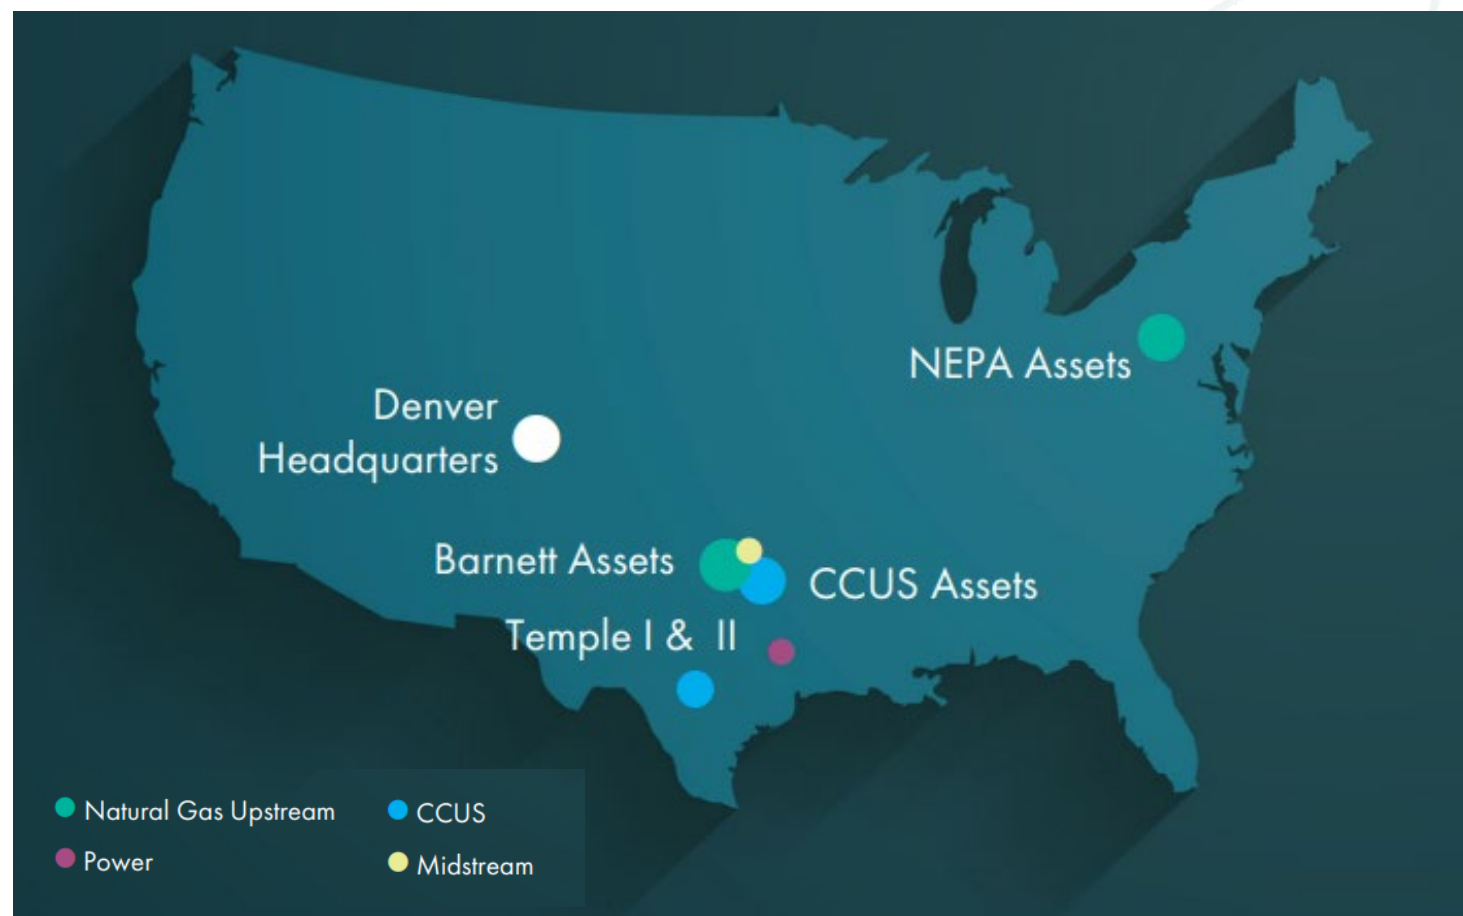 NEPA Assets
Denver
Headquarters
Barnett Assets
CCUS Assets
Temple I & II
Natural Gas Upstream
CCUS
Power
Midstream